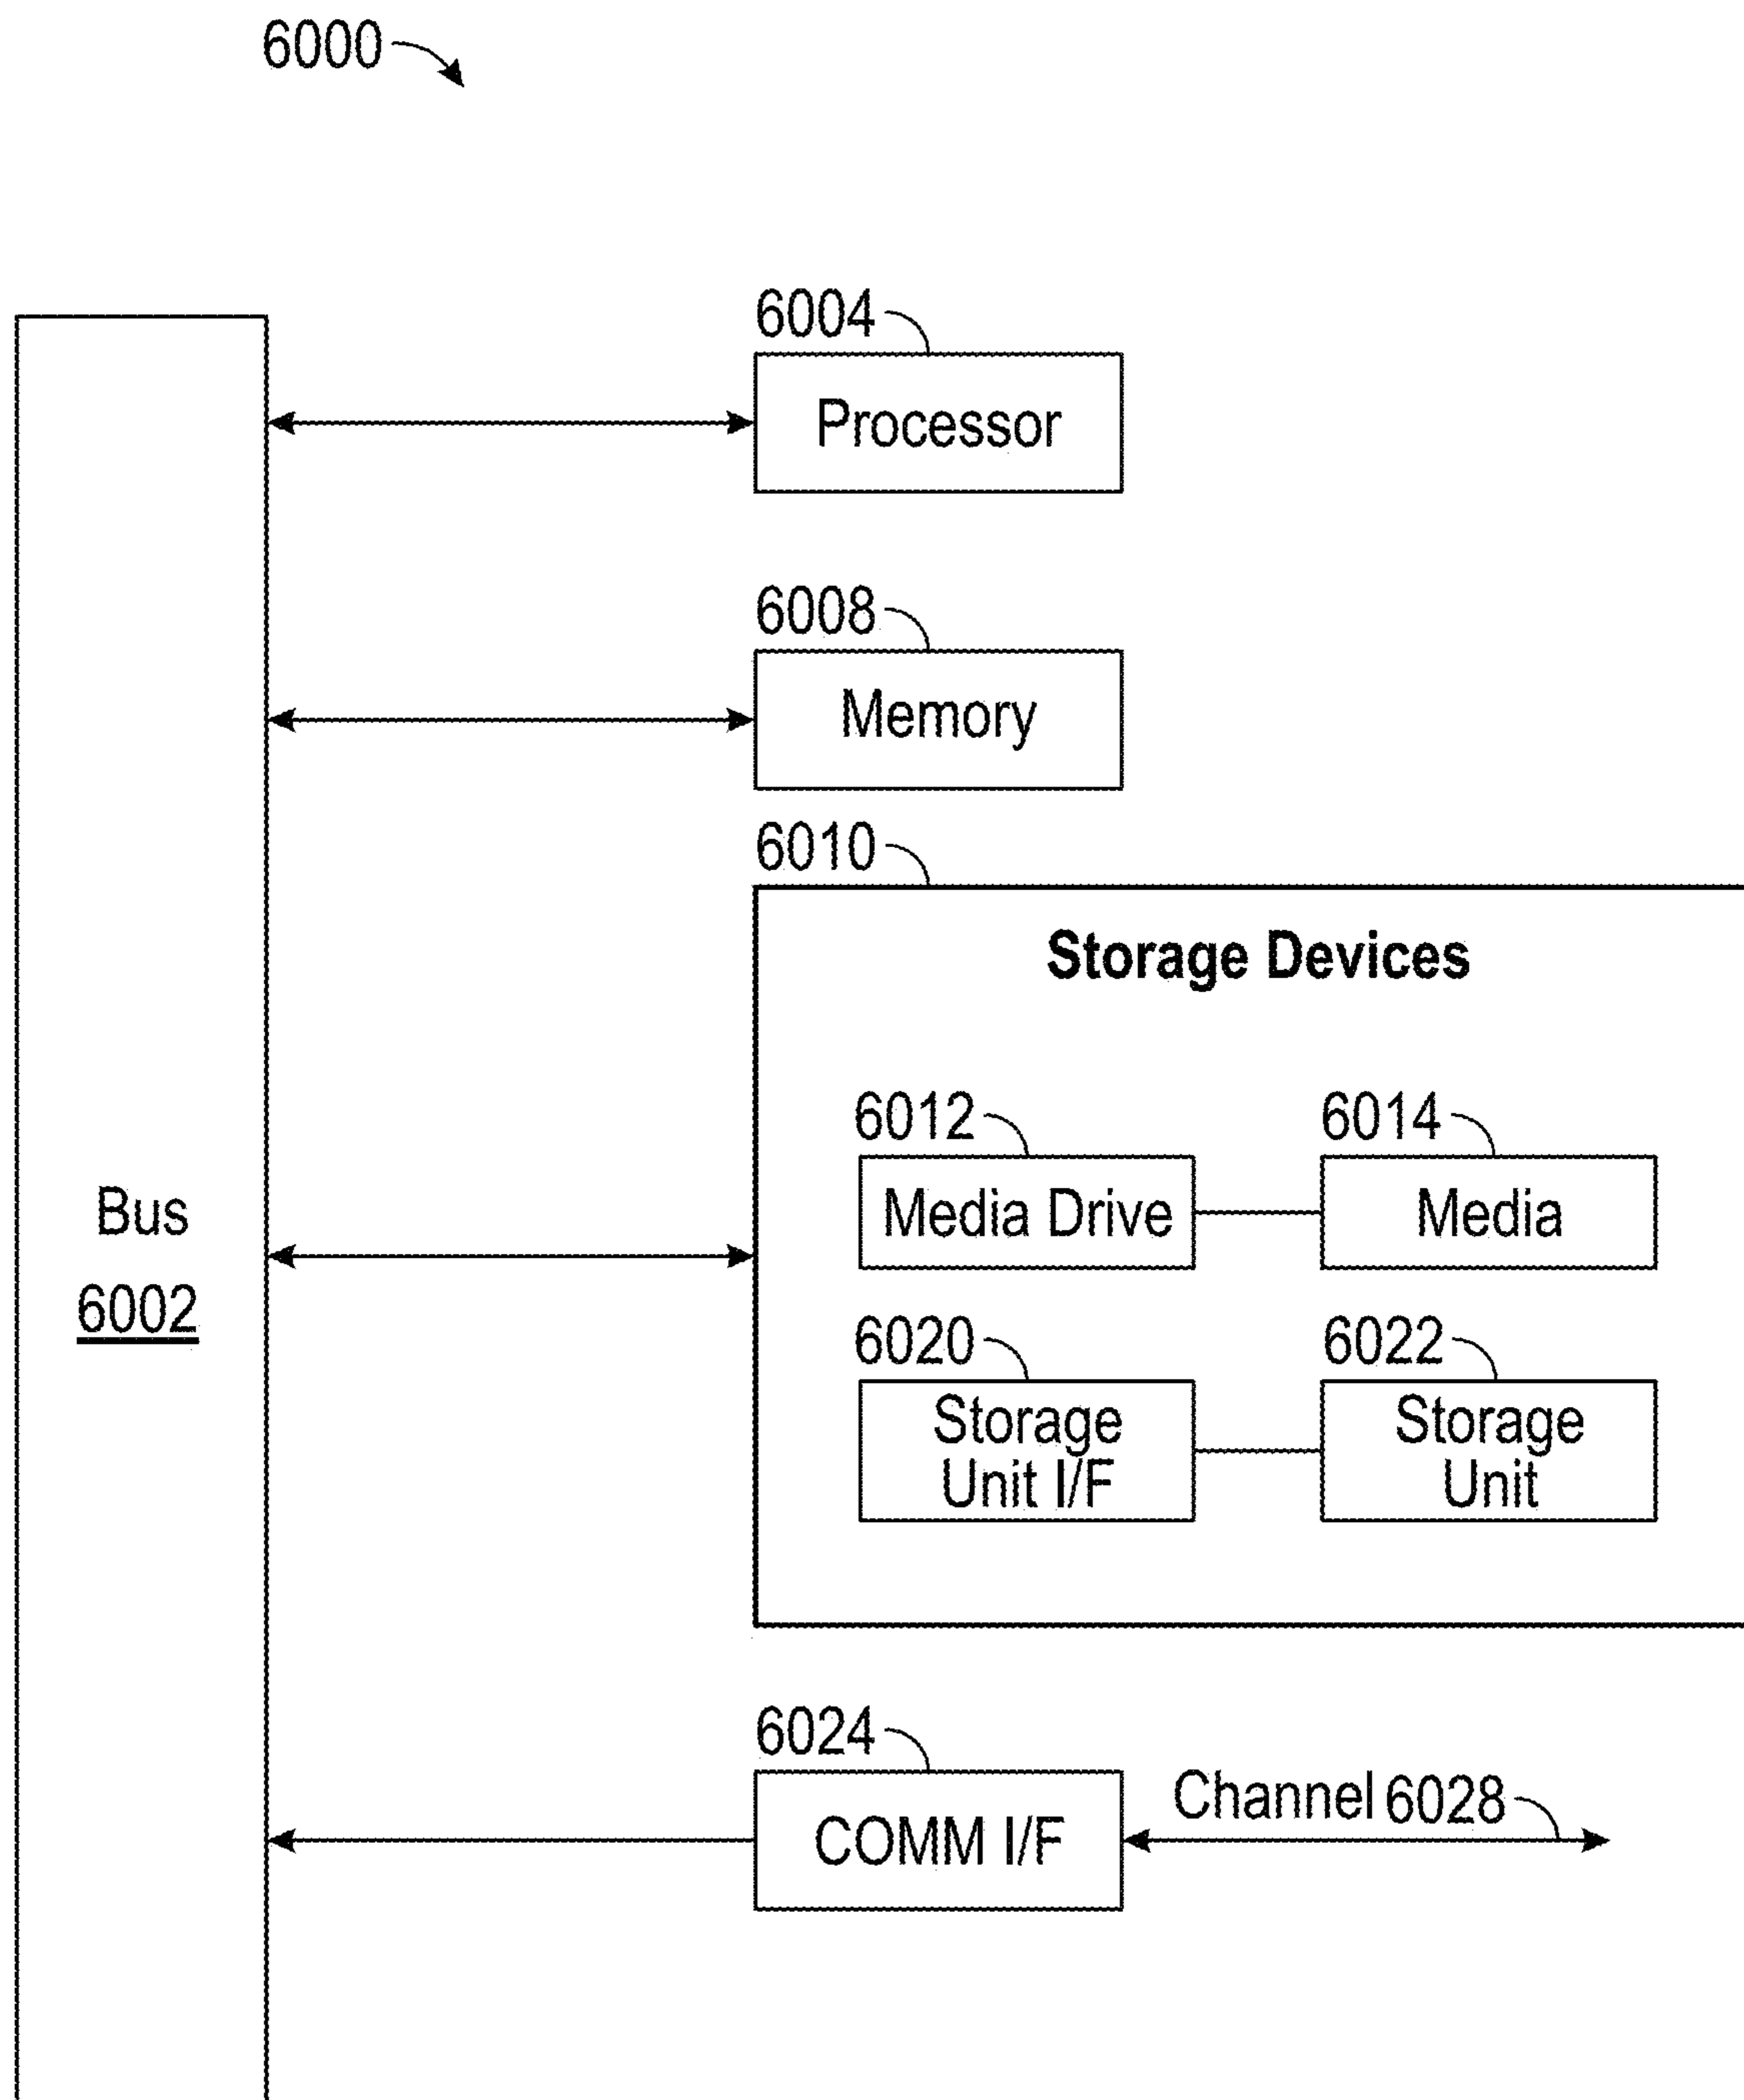 6000
6004
Processor
6008
Memory
6010
Storage Devices
6012 6014
Media Drive Media
Bus
6002
6020 6022
Storage Storage
Unit I/F Unit
6024
Channel 6028
COMM I/F